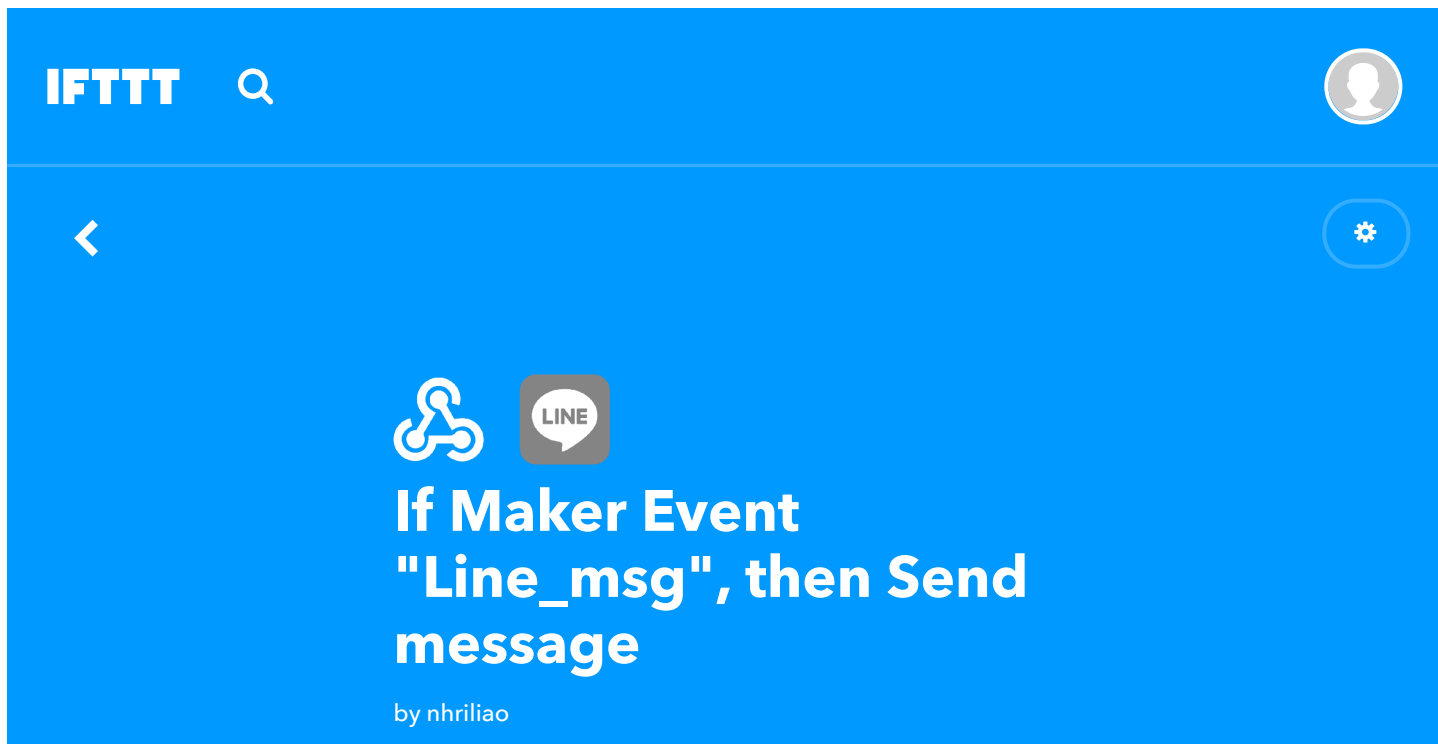 IFTTT
LINE
If Maker Event
"Line_msg", then Send
message
by nhriliao